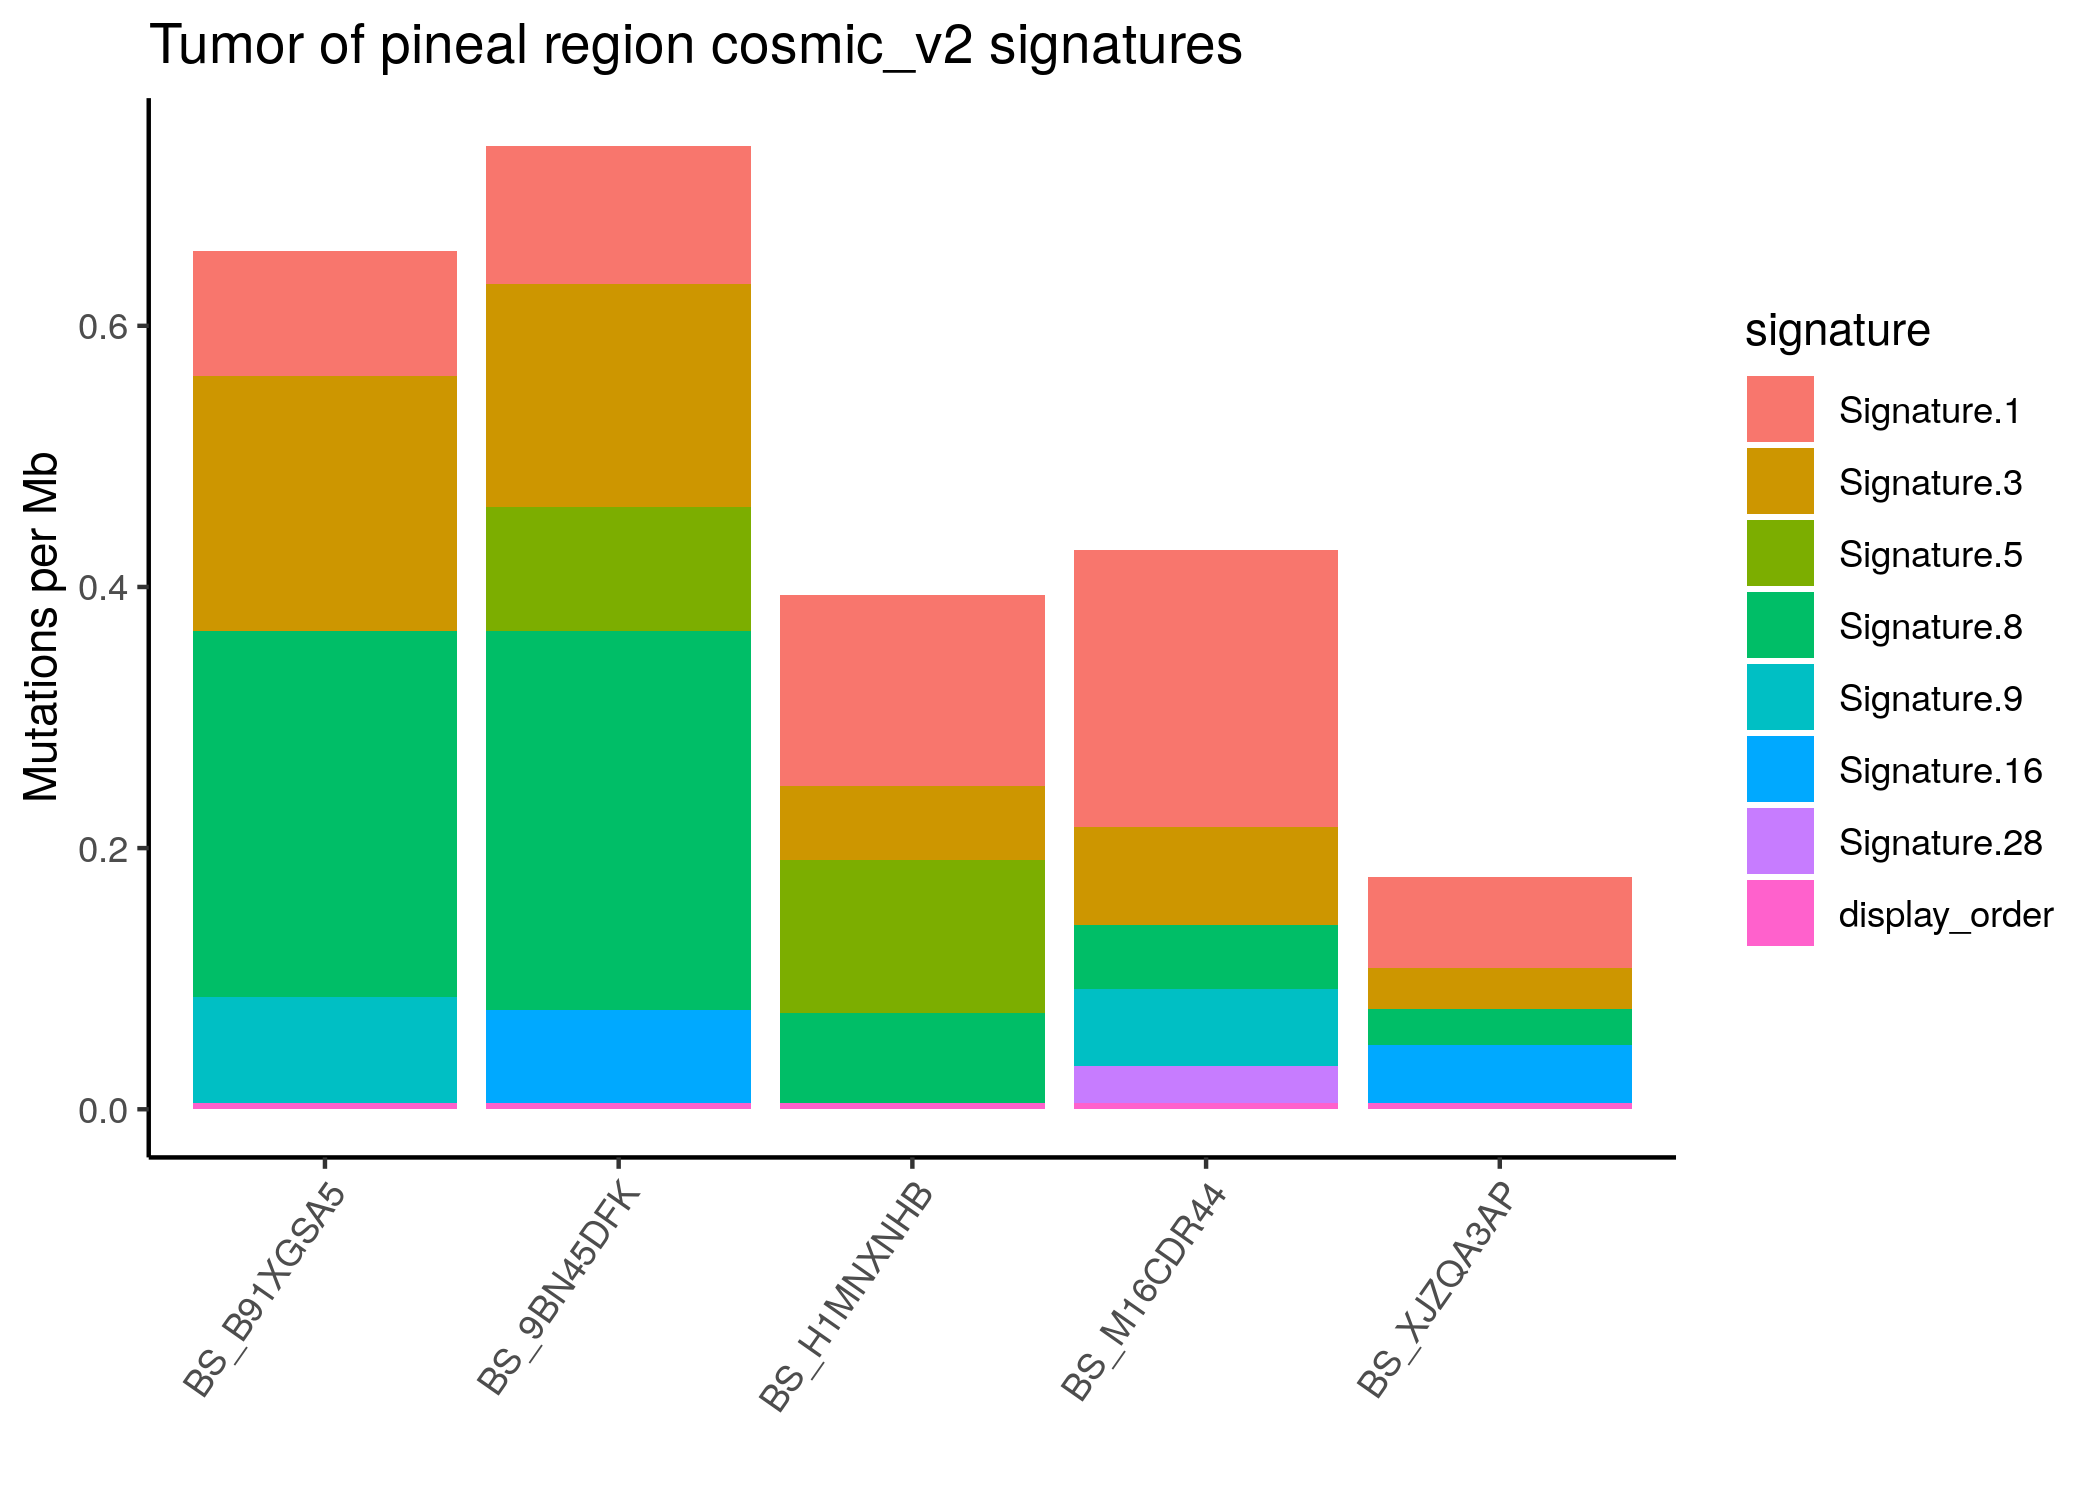 Tumor of pineal region cosmic_v2 signatures
Mutations per Mb
0.6
0.4
0.2
0.0
BS_B91XGSA5
BS_9BN45DFK
BS_H1MNXNHB
BS_M16CDR44
BS_XJZQA3AP
signature
Signature.1
Signature.3
Signature.5
Signature.8
Signature.9
Signature.16
Signature.28
display_order